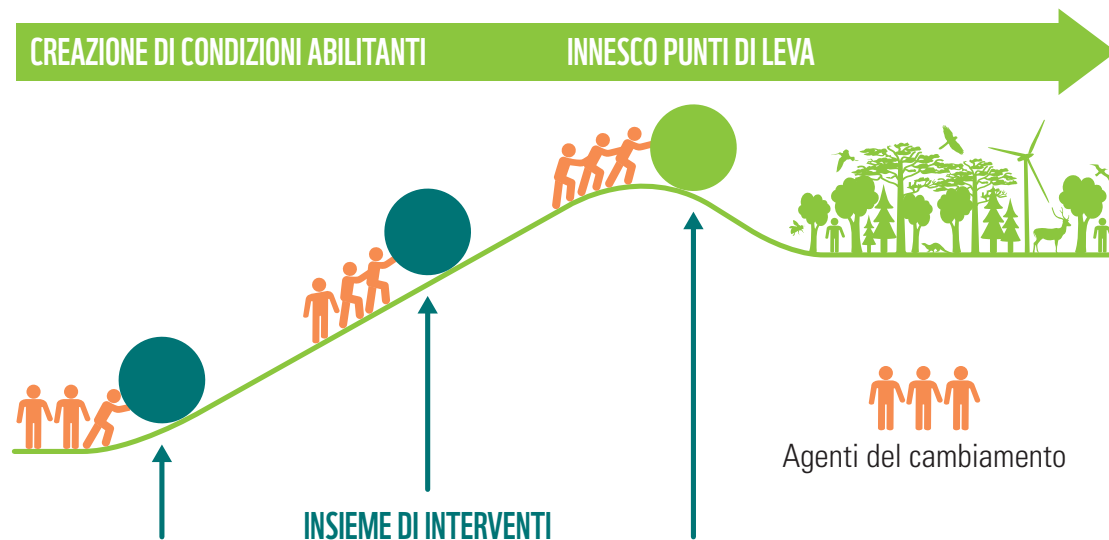 CREAZIONE DI CONDIZIONI ABILITANTI
INNESCO PUNTI DI LEVA
Agenti del cambiamento
INSIEME DI INTERVENTI